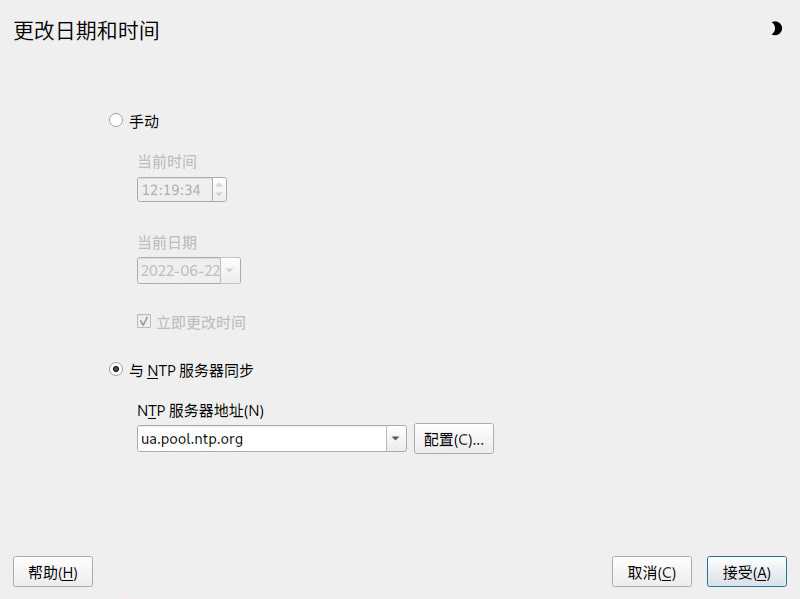 更改日期和时间
手动
当前时间
12:19:34
当前日期
2022-06-22
立即更改时间
与 NTP 服务器同步
NTP 服务器地址(N)
ua.pool.ntp.org
配置(C)...
帮助(H)
取消(C)
接受(A)